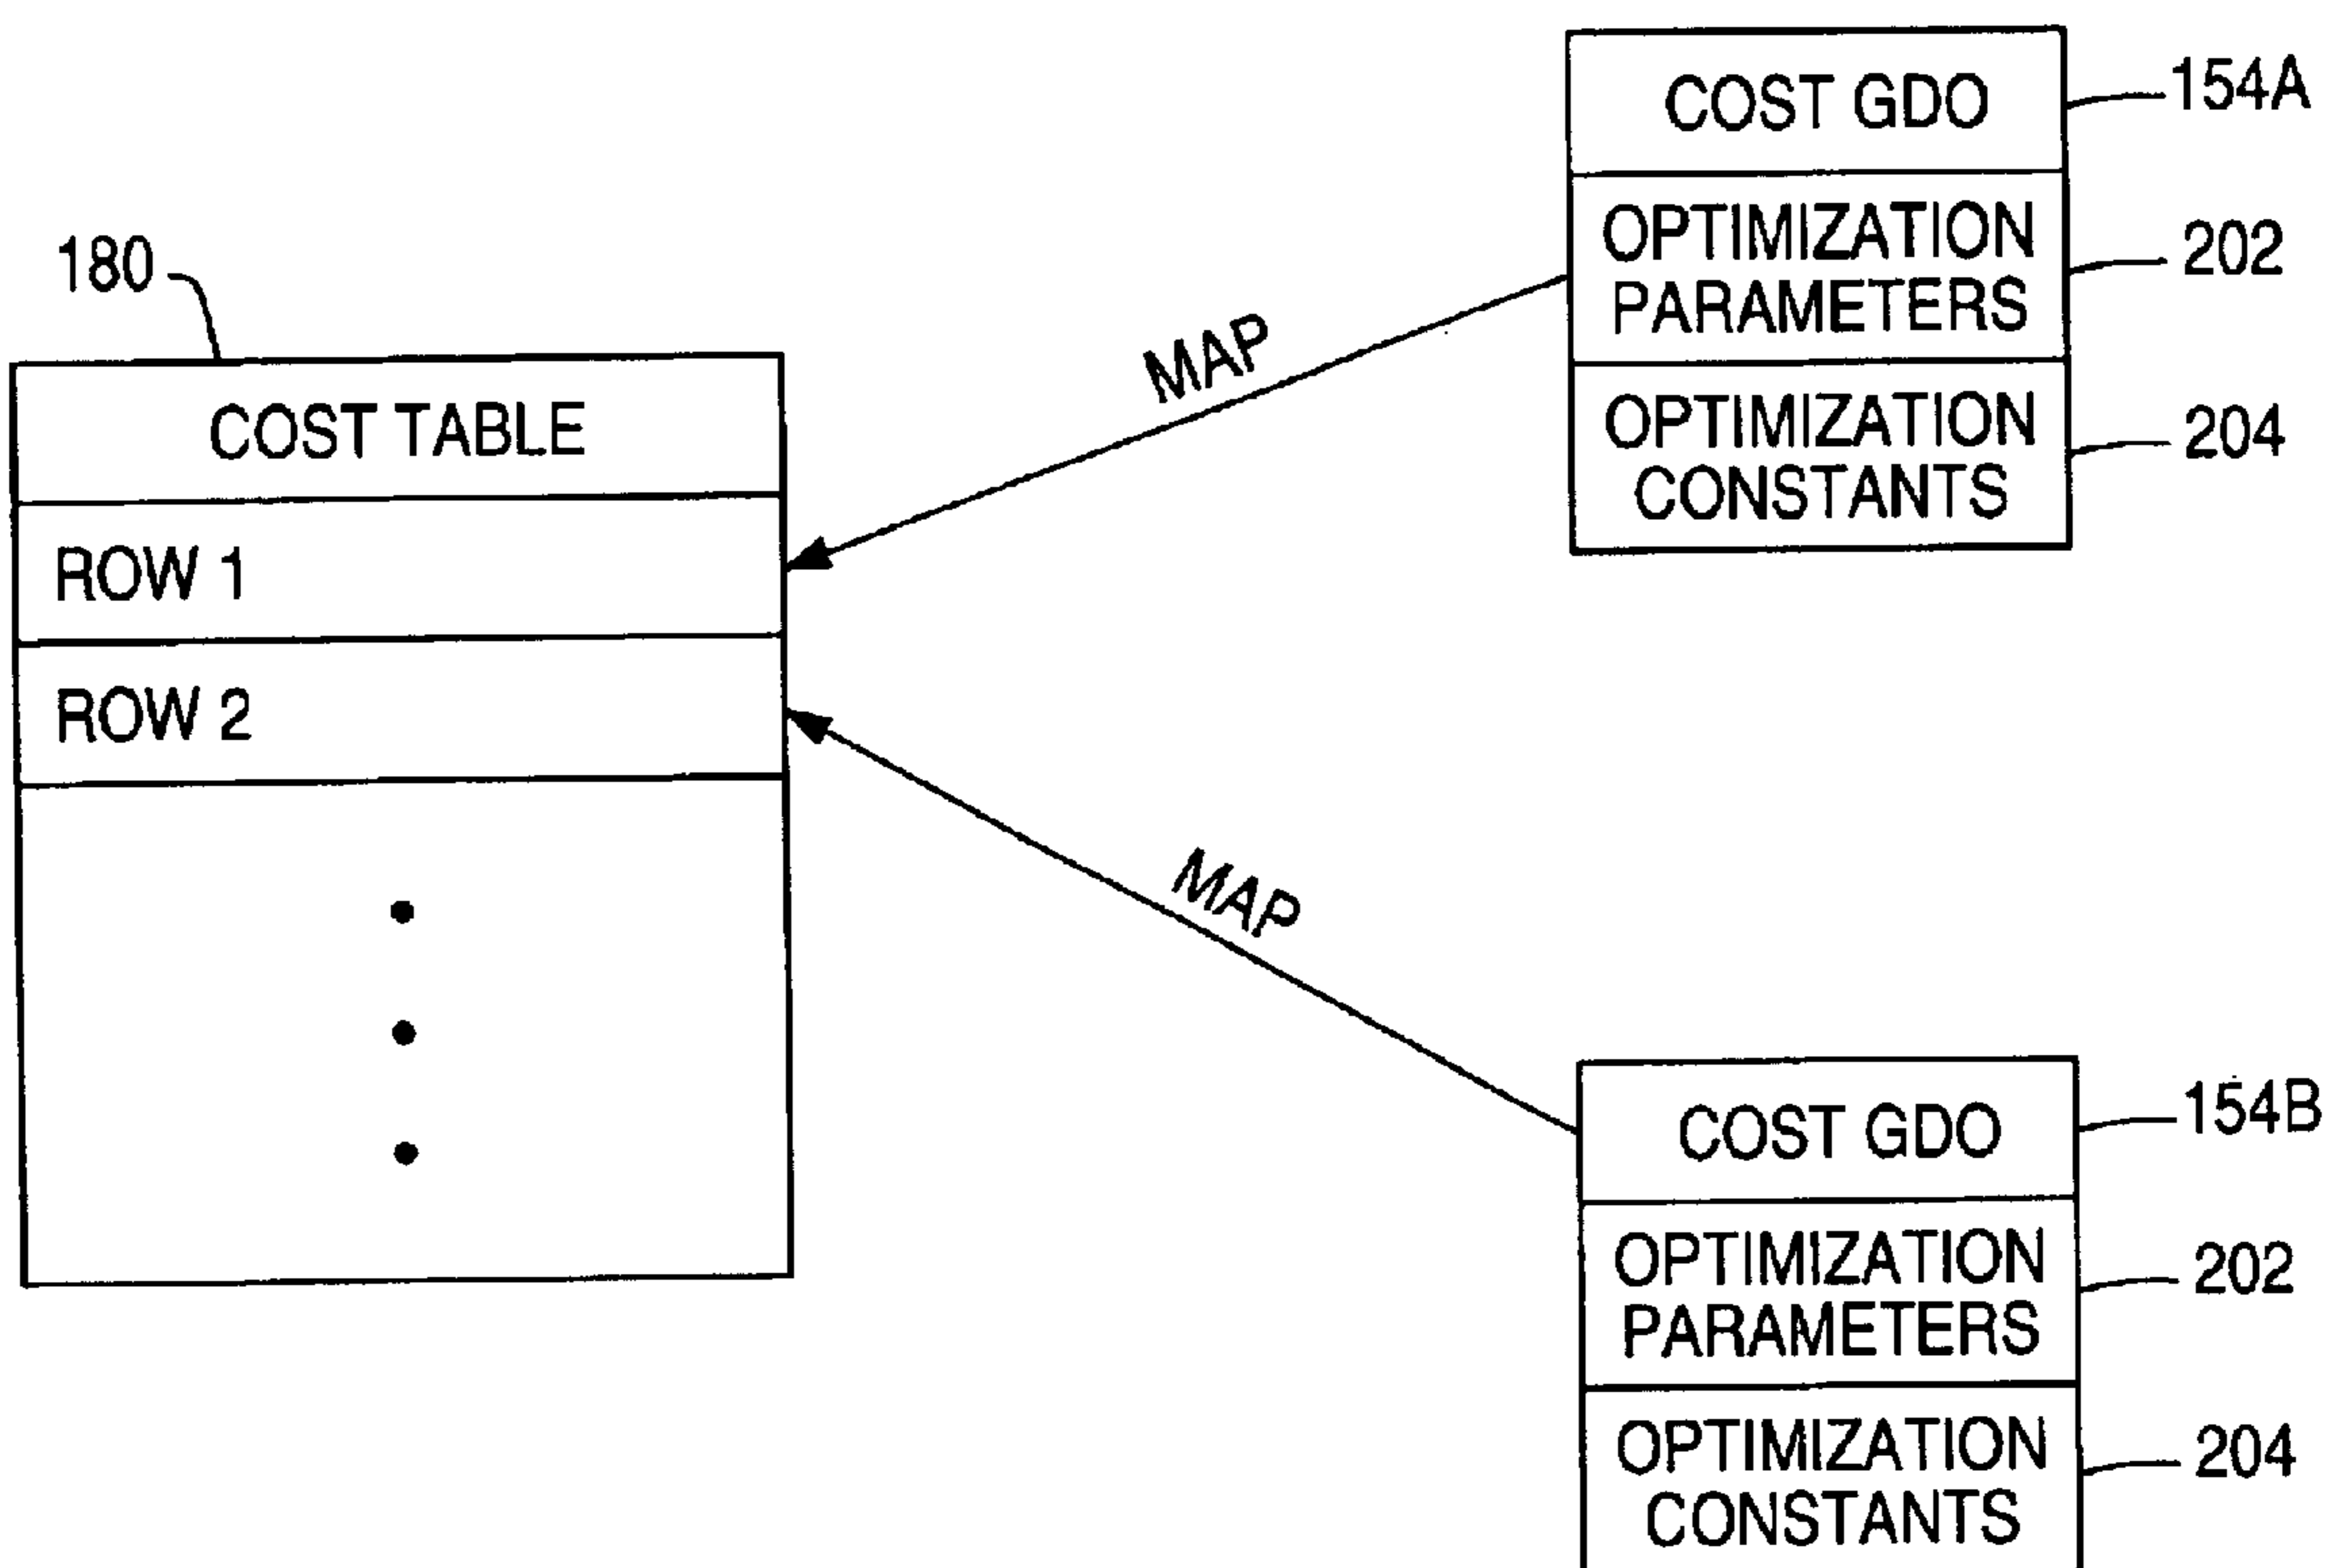 180
COST TABLE
ROW 1
ROW 2
MAP
MAP
COST GDO
154A
OPTIMIZATION
PARAMETERS
202
OPTIMIZATION
CONSTANTS
204
COST GDO
154B
OPTIMIZATION
PARAMETERS
202
OPTIMIZATION
CONSTANTS
204